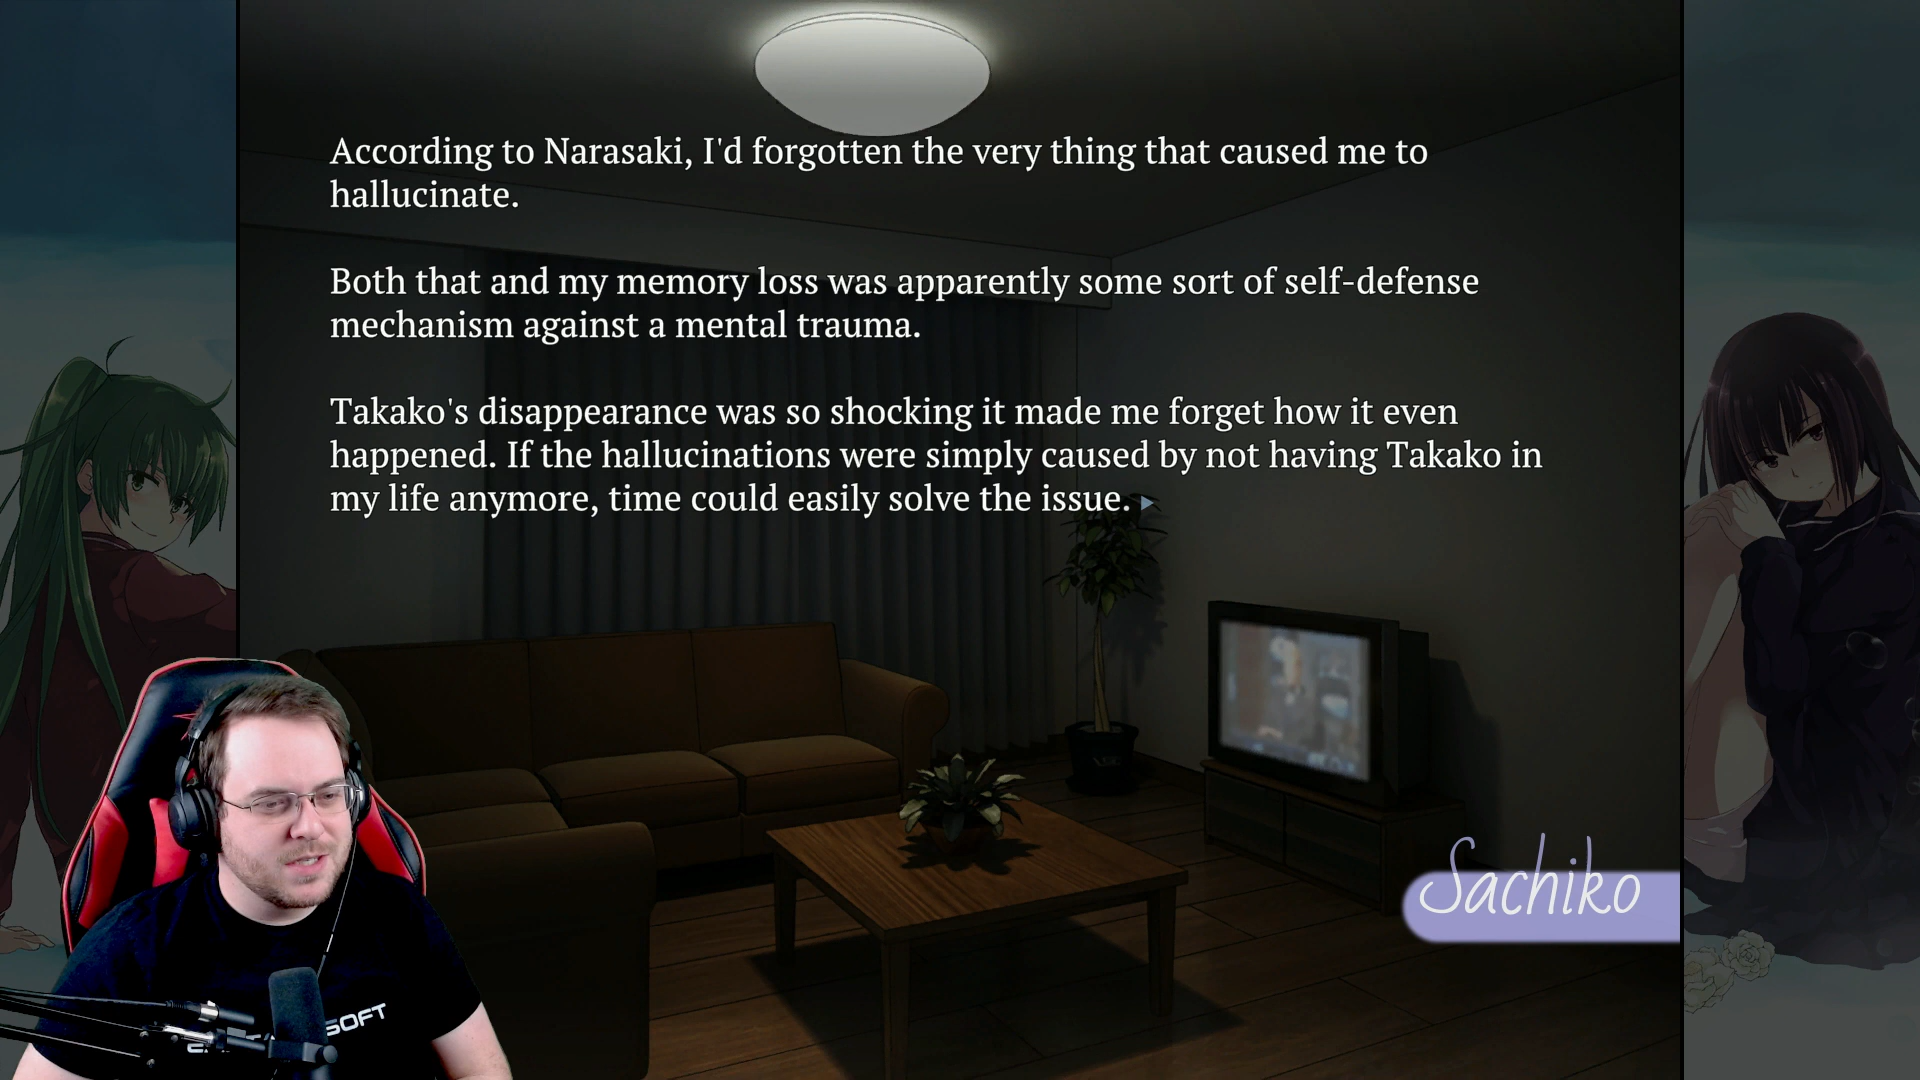 According to Narasaki, I'd forgotten the very thing that caused me to
hallucinate.
Both that and my memory loss was apparently some sort of self-defense
mechanism against a mental trauma.
Takako's disappearance was so shocking it made me forget how it even
happened. If the hallucinations were simply caused by not having Takako in
my life anymore, time could easily solve the issue.
Sachiko
SOFT